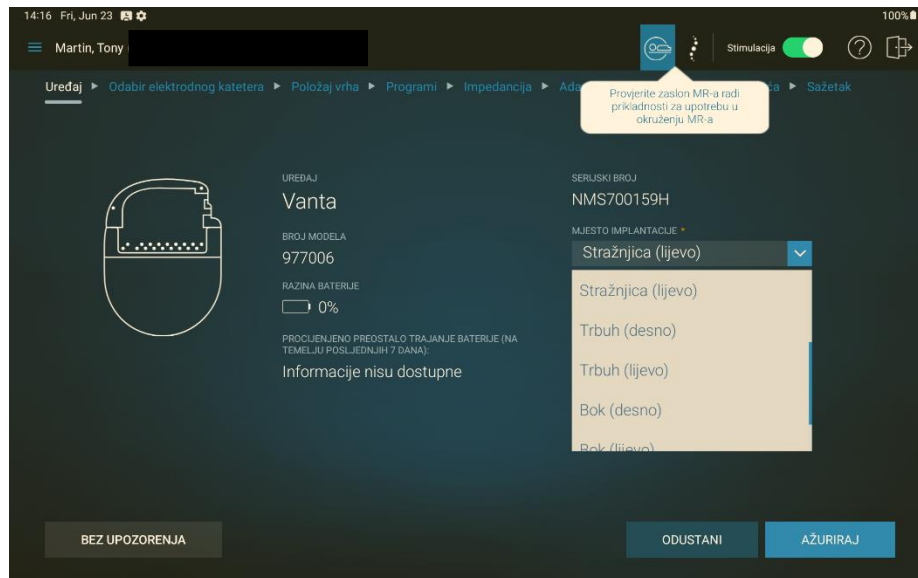 14:16 Fri, Jun 23
100%
Martin, Tony
Stimulacija
Uređaj ▶ Odabir elektrodnog katetera ▶ Položaj vrha ▶ Programi ▶ Impedancija ▶ Sažetak
Provjerite zaslon MR-a radi
prikladnosti za upotrebu u
okruženju MR-a
UREĐAJ
Vanta
BROJ MODELA
977006
RAZINA BATERIJE
0%
PROCIJENJENO PREOSTALO TRAJANJE BATERIJE (NA
TEMELJU POSLJEDNJIH 7 DANA):
Informacije nisu dostupne
SERIJSKI BROJ
NMS700159H
MJESTO IMPLANTACIJE *
Stražnjica (lijevo)
Stražnjica (lijevo)
Trbuh (desno)
Trbuh (lijevo)
Bok (desno)
Bok (lijevo)
BEZ UPOZORENJA
ODUSTANI
AŽURIRAJ